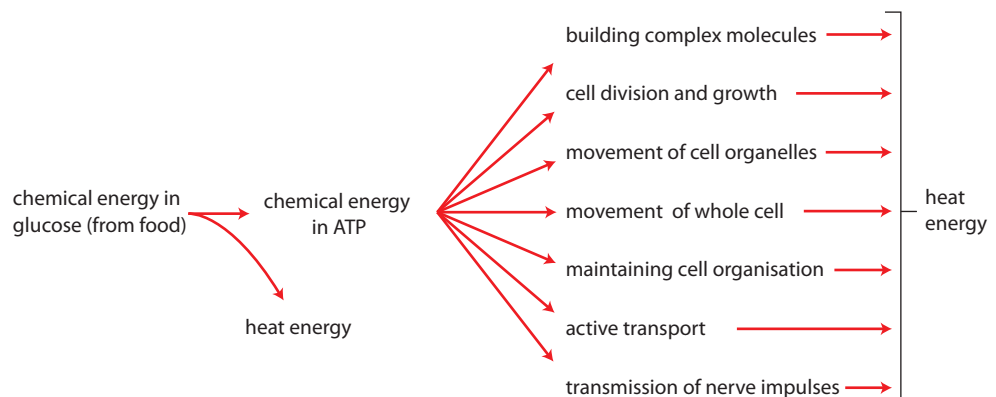 chemical energy in
glucose (from food)
heat energy
chemical energy
in ATP
building complex molecules
cell division and growth
movement of cell organelles
movement of whole cell
maintaining cell organisation
active transport
transmission of nerve impulses
heat
energy